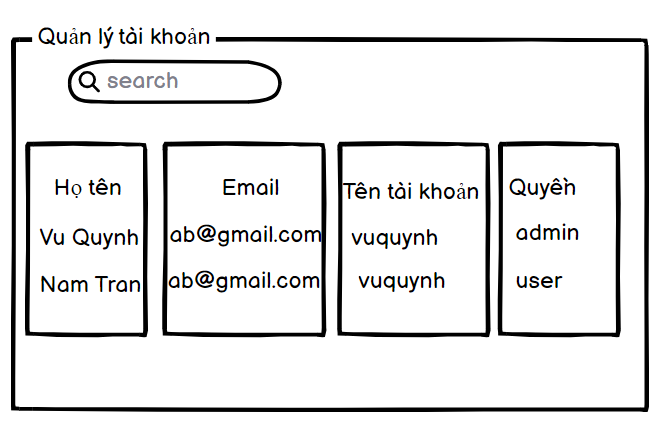 Quản lý tài khoản
search
Họ tên Email Tên tài khoản Quyền
Vu Quynh ab@gmail.com vuquynh admin
Nam Tran ab@gmail.com vuquynh user